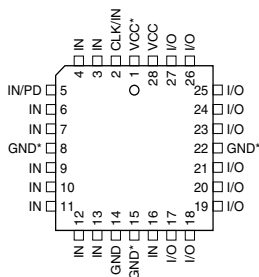 IN
IN
CLK/IN
VCC*
VCC
I/O
I/O
4
3
2
1
28
27
26
IN/PD 5
IN 6
IN 7
GND* 8
IN 9
IN 10
IN 11
25 I/O
24 I/O
23 I/O
22 GND*
21 I/O
20 I/O
19 I/O
12
13
14
15
16
17
18
IN
IN
GND
GND*
IN
I/O
I/O